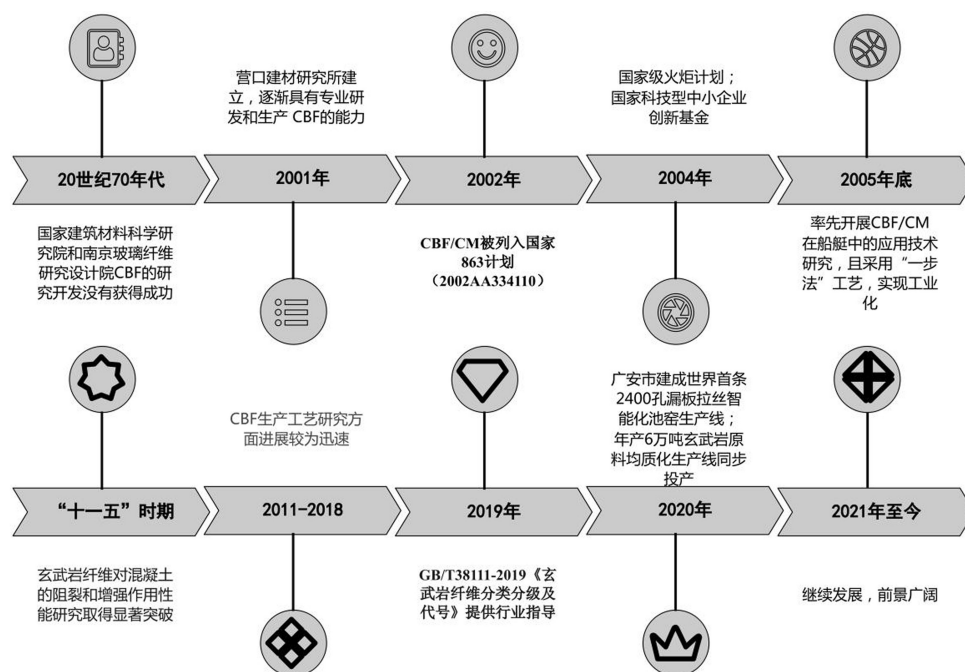 营口建材研究所建
立，逐渐具有专业研
发和生产 CBF的能力
国家级火炬计划；
国家科技型中小企业
创新基金
20世纪70年代
2001年
2002年
2004年
2005年底
国家建筑材料科学研
究院和南京玻璃纤维
研究设计院CBF的研
究开发没有获得成功
CBF/CM被列入国家
863计划
（2002AA334110）
率先开展CBF/CM
在船艇中的应用技术
研究，且采用“一步
法”工艺，实现工业
化
CBF生产工艺研究方
面进展较为迅速
广安市建成世界首条
2400孔漏板拉丝智
能化池窑生产线；
年产6万吨玄武岩原
料均质化生产线同步
投产
“十一五”时期
2011-2018
2019年
2020年
2021年至今
玄武岩纤维对混凝土
的阻裂和增强作用性
能研究取得显著突破
GB/T38111-2019《玄
武岩纤维分类分级及
代号》提供行业指导
继续发展，前景广阔